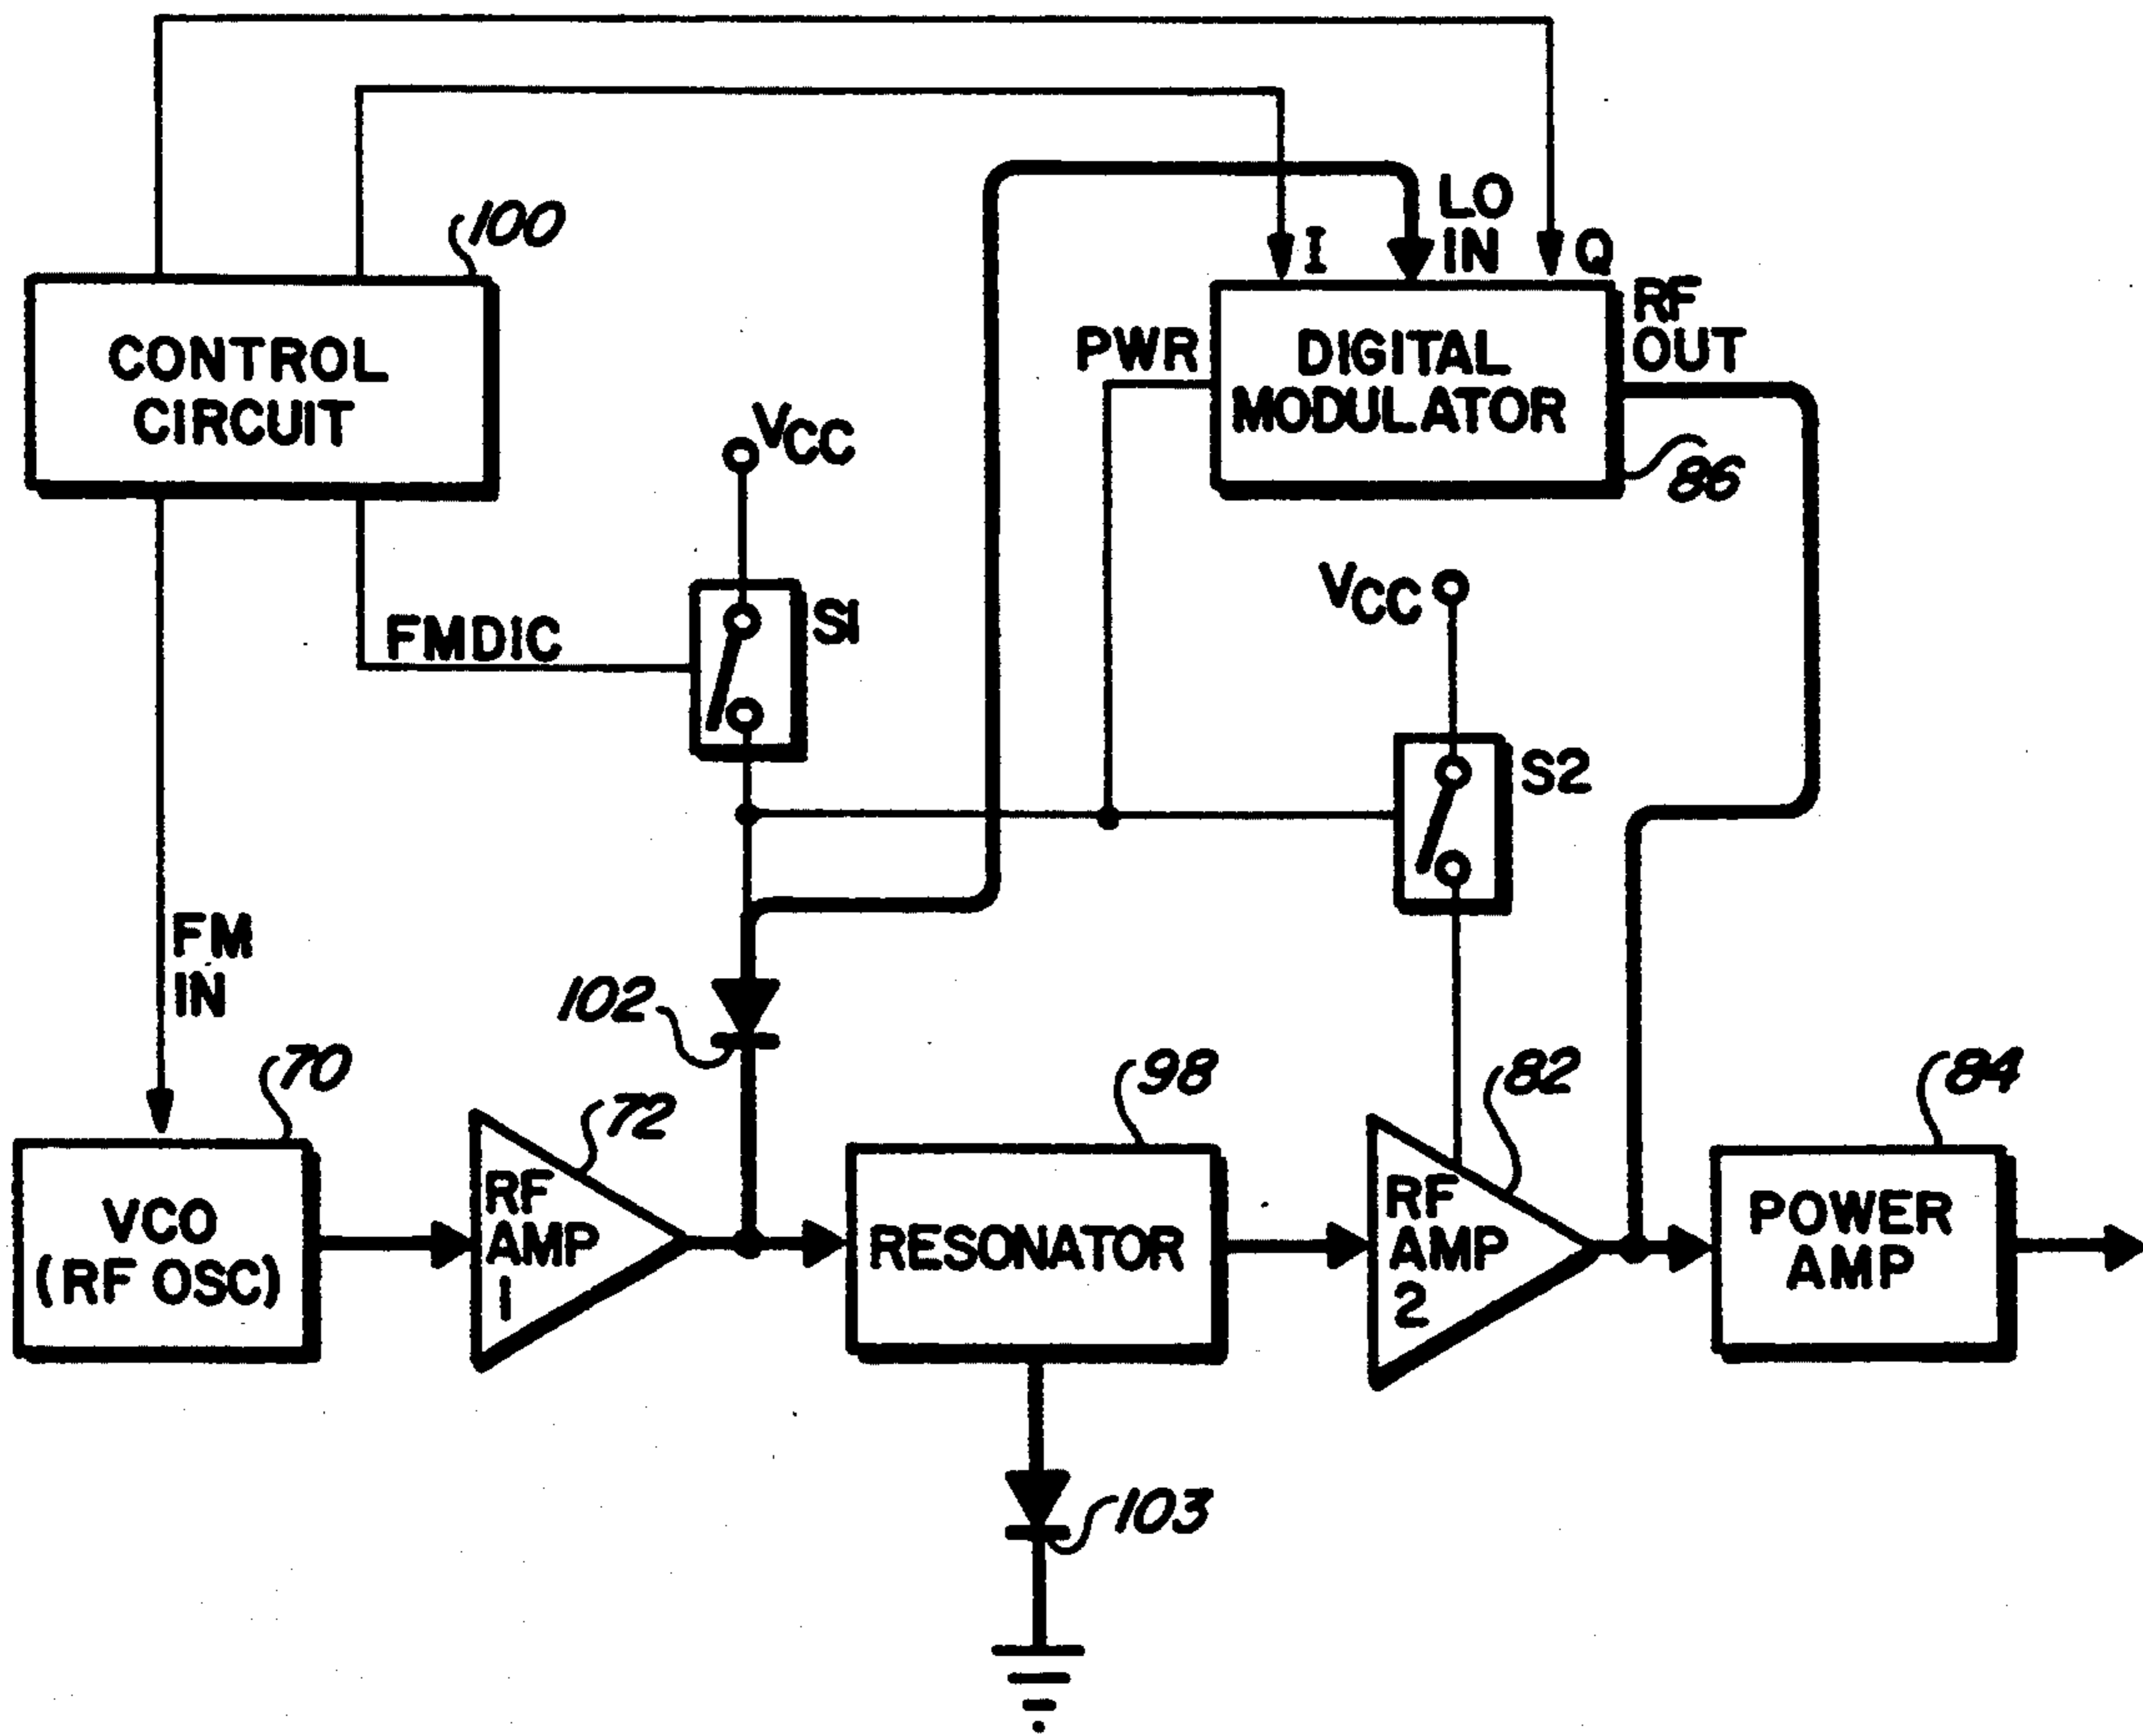 100
CONTROL
CIRCUIT
I
LO
IN
Q
RF
OUT
PWR
DIGITAL
MODULATOR
86
VCC
FMDIC
S1
VCC
S2
FM
IN
102
70
72
98
82
84
VCO
(RF OSC)
RF
AMP
1
RESONATOR
RF
AMP
2
POWER
AMP
103